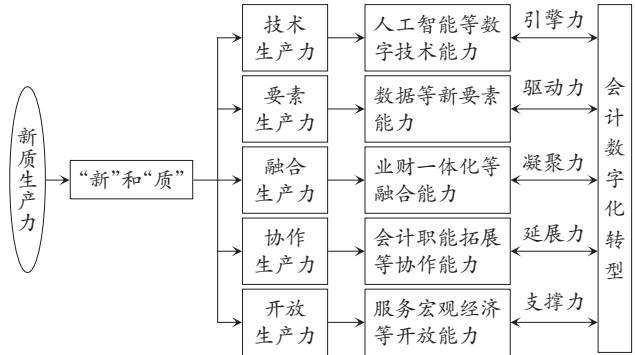 新质生产力
“新”和“质”
技术
生产力
人工智能等数
字技术能力
引擎力
要素
生产力
数据等新要素
能力
驱动力
融合
生产力
业财一体化等
融合能力
凝聚力
协作
生产力
会计职能拓展
等协作能力
延展力
开放
生产力
服务宏观经济
等开放能力
支撑力
会计数字化转型